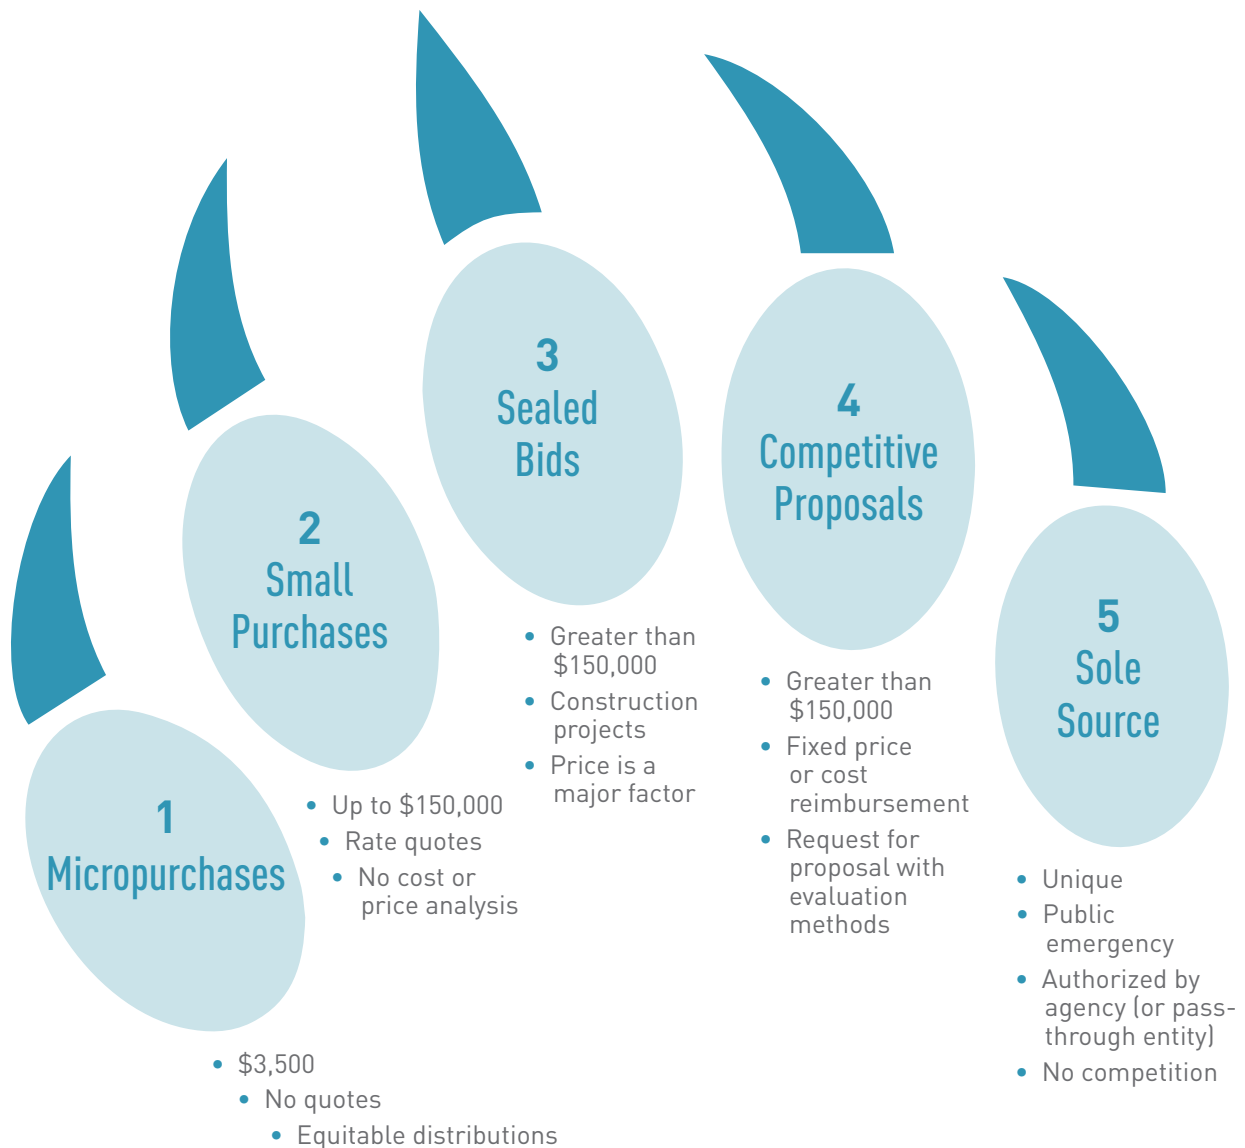 1
Micropurchases
• $3,500
• No quotes
• Equitable distributions
2
Small
Purchases
• Up to $150,000
• Rate quotes
• No cost or
price analysis
3
Sealed
Bids
• Greater than
$150,000
• Construction
projects
• Price is a
major factor
4
Competitive
Proposals
• Greater than
$150,000
• Fixed price
or cost
reimbursement
• Request for
proposal with
evaluation
methods
5
Sole
Source
• Unique
• Public
emergency
• Authorized by
agency (or pass-
through entity)
• No competition